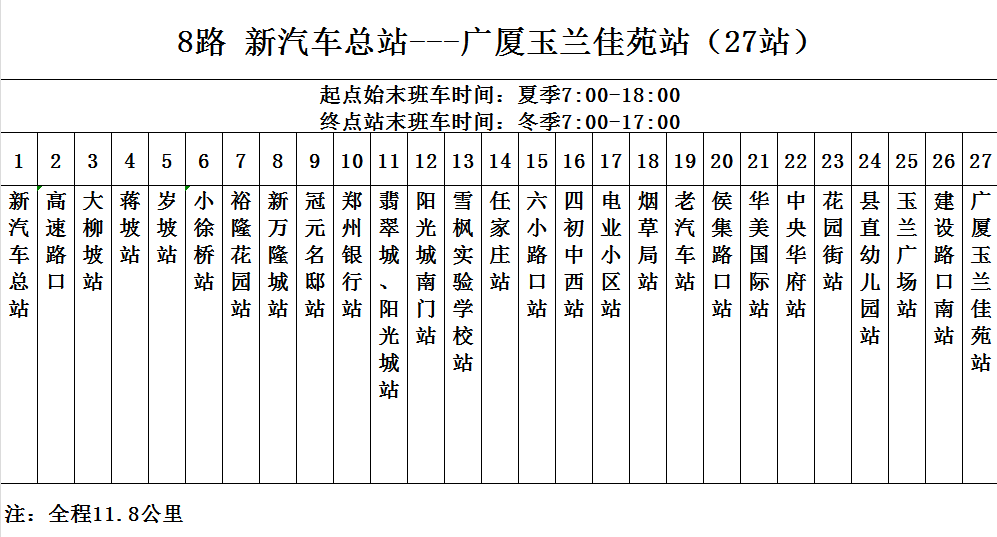 8路 新汽车总站---广厦玉兰佳苑站（27站）
起点始末班车时间：夏季7:00-18:00
终点站末班车时间：冬季7:00-17:00
1 2 3 4 5 6 7 8 9 10 11 12 13 14 15 16 17 18 19 20 21 22 23 24 25 26 27
新汽车总站
高速路口
大柳坡站
蒋坡站
岁坡站
小徐桥站
裕隆花园站
新万隆城站
冠元名邸站
郑州银行站
翡翠城、阳光城站
阳光城南门站
雪枫实验学校站
任家庄站
六小路口站
四初中西站
电业小区站
烟草局站
老汽车站
侯集路口站
华美国际站
中央华府站
花园街站
县直幼儿园站
玉兰广场站
建设路口南站
广厦玉兰佳苑站
注：全程11.8公里